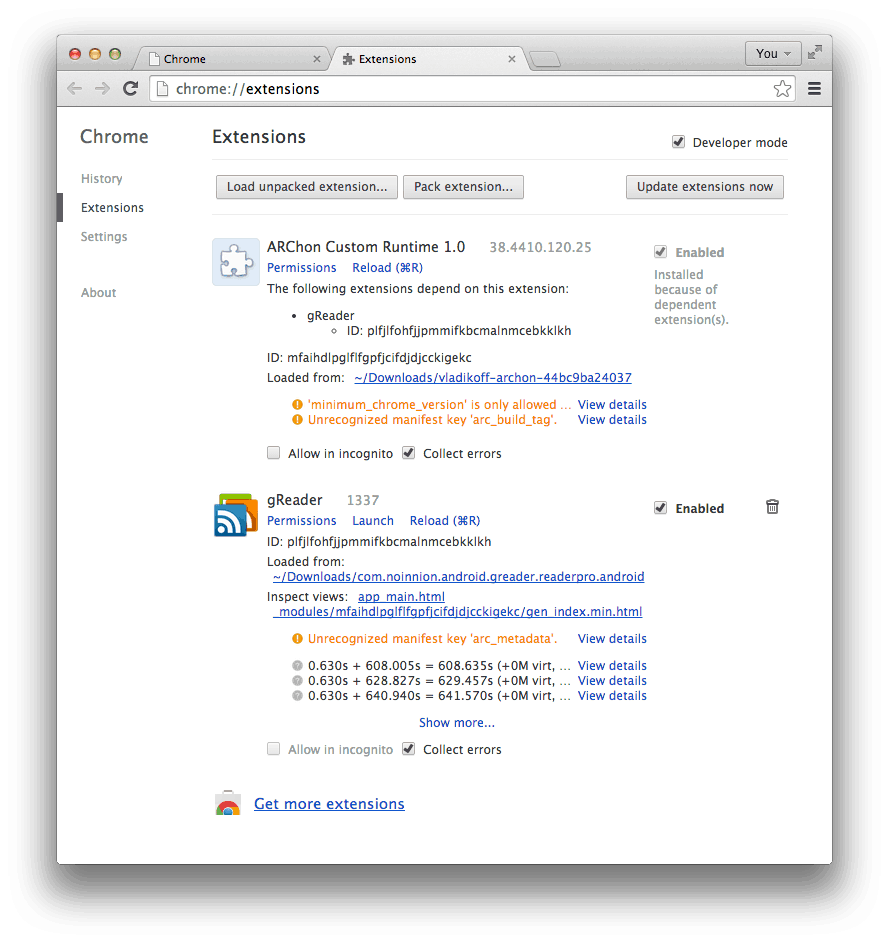 Chrome
Extensions
You
chrome://extensions
Chrome
History
Extensions
Settings
About
Extensions
Developer mode
Load unpacked extension...
Pack extension...
Update extensions now
ARChon Custom Runtime 1.0 38.4410.120.25
Permissions Reload (⌘R)
The following extensions depend on this extension:
• gReader
◦ ID: plfjlfohfjjpmmifkbcmalnmcebkklkh
ID: mfaihdlpglflfgpfjcifdjdjcckigekc
Loaded from: ~/Downloads/vladikoff-archon-44bc9ba24037
'minimum_chrome_version' is only allowed ... View details
Unrecognized manifest key 'arc_build_tag'. View details
Allow in incognito Collect errors
Enabled
Installed
because of
dependent
extension(s).
gReader 1337
Permissions Launch Reload (⌘R)
ID: plfjlfohfjjpmmifkbcmalnmcebkklkh
Loaded from:
~/Downloads/com.noinnion.android.greader.readerpro.android
Inspect views: app_main.html
_modules/mfaihdlpglflfgpfjcifdjdjcckigekc/gen_index.min.html
Unrecognized manifest key 'arc_metadata'. View details
0.630s + 608.005s = 608.635s (+0M virt, ... View details
0.630s + 628.827s = 629.457s (+0M virt, ... View details
0.630s + 640.940s = 641.570s (+0M virt, ... View details
Show more...
Allow in incognito Collect errors
Enabled
Get more extensions